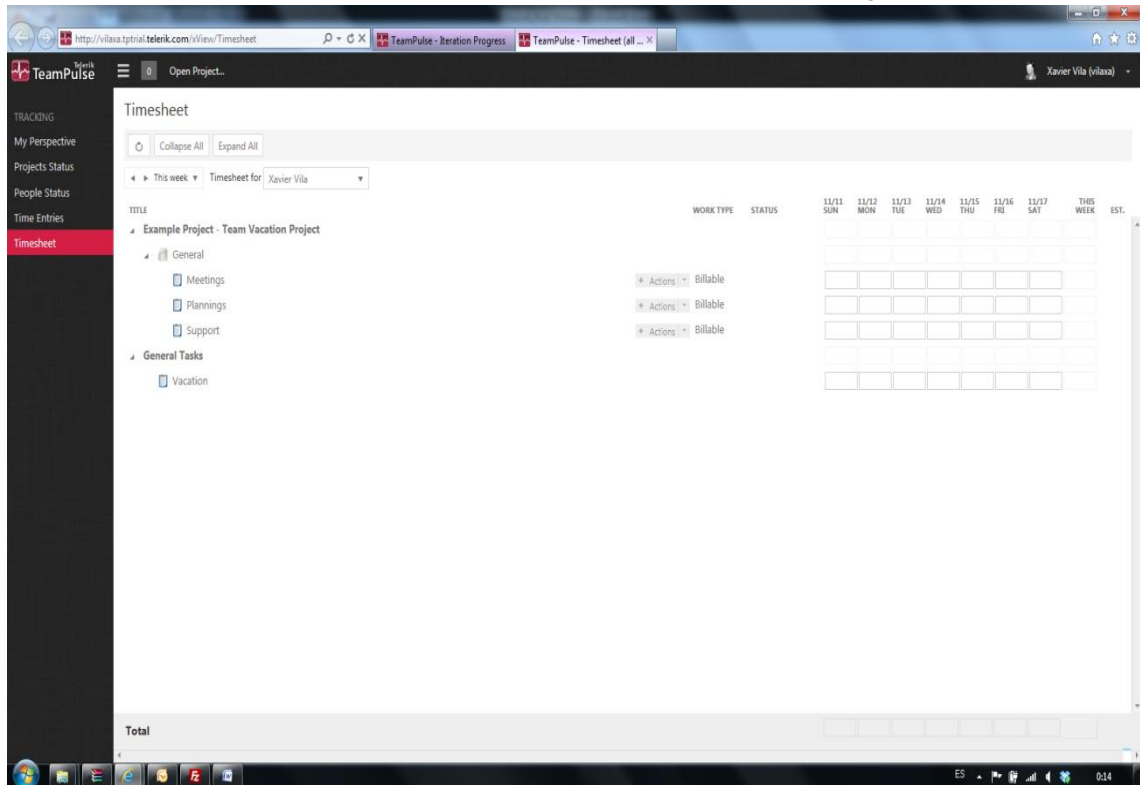 http://vilaxa.tptrial.telerik.com/xView/Timesheet
TeamPulse - Iteration Progress
TeamPulse - Timesheet (all ...
Telerik
TeamPulse
0
Open Project...
Xavier Vila (vilaxa)
TRACKING
My Perspective
Projects Status
People Status
Time Entries
Timesheet
Timesheet
Collapse All Expand All
This week Timesheet for Xavier Vila
TITLE WORK TYPE STATUS 11/11 SUN 11/12 MON 11/13 TUE 11/14 WED 11/15 THU 11/16 FRI 11/17 SAT THIS WEEK EST.
Example Project - Team Vacation Project
General
Meetings + Actions Billable
Plannings + Actions Billable
Support + Actions Billable
General Tasks
Vacation
Total
ES 0:14